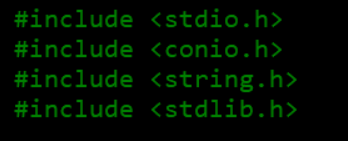 #include <stdio.h>
#include <conio.h>
#include <string.h>
#include <stdlib.h>